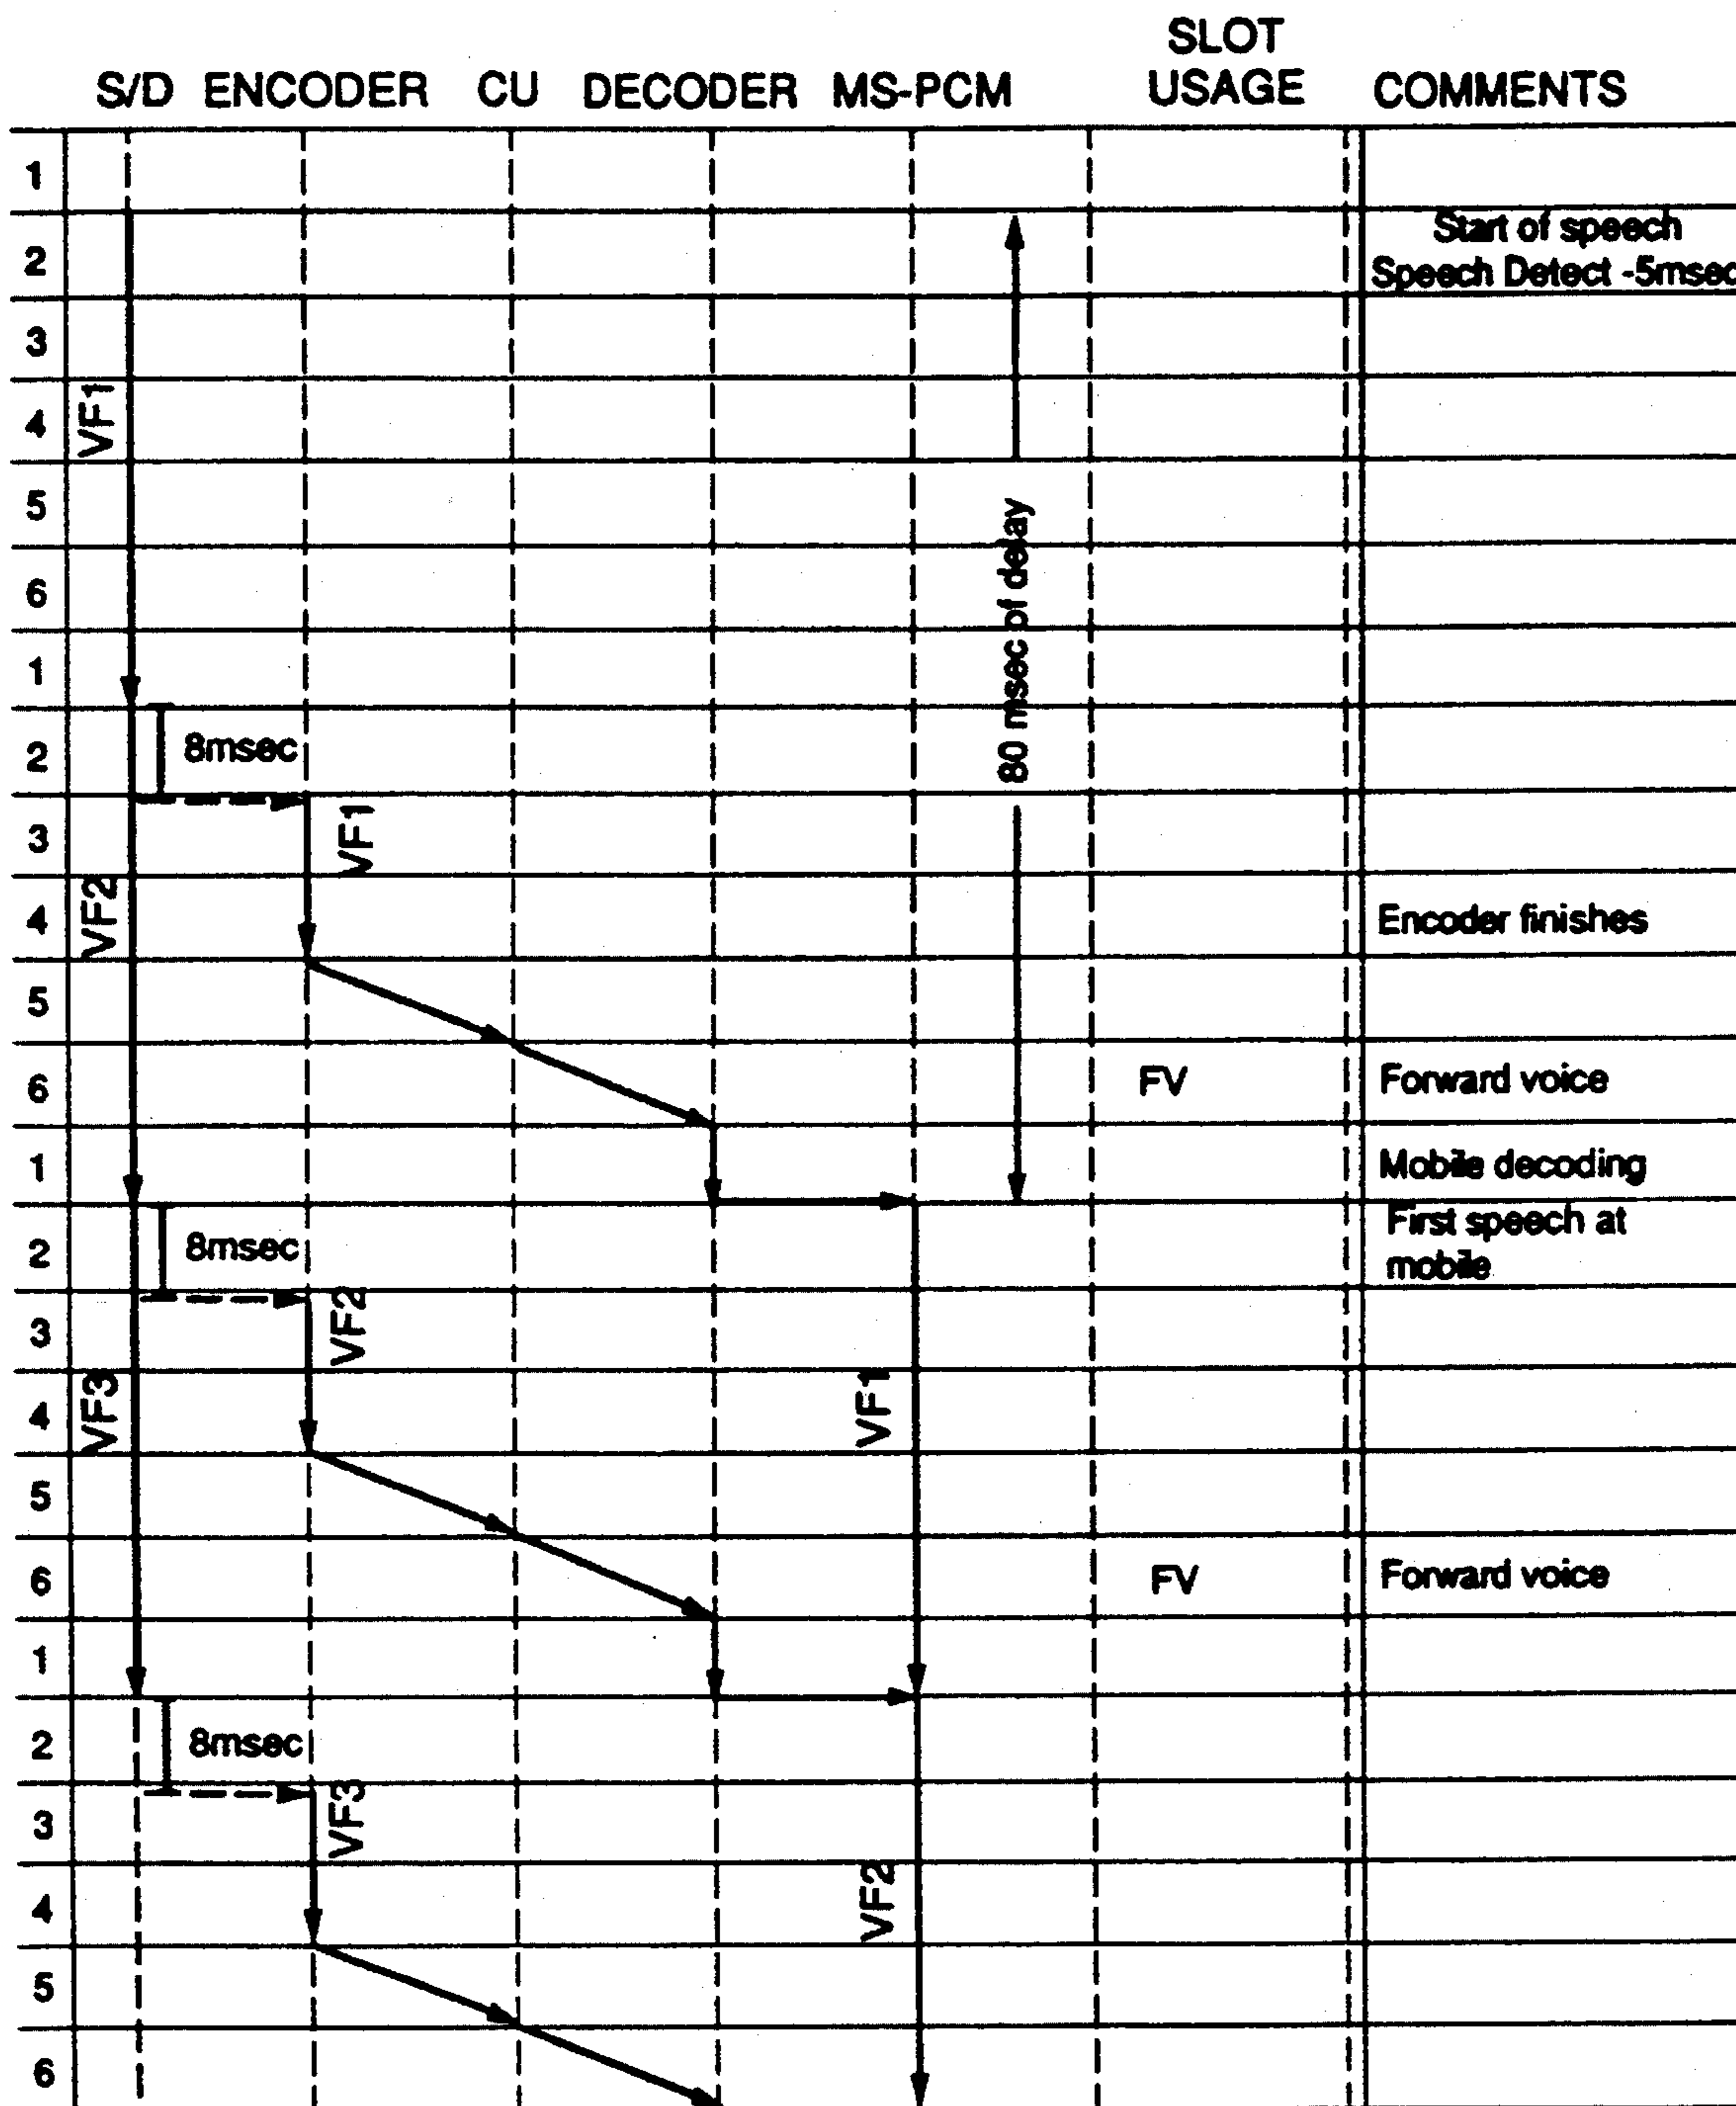 SLOT
S/D ENCODER CU DECODER MS-PCM USAGE COMMENTS
1
Start of speech
2
Speech Detect -5msec
3
4 VF1
5
6
80 msec of delay
1
2 8msec
3 VF1
4 VF2 Encoder finishes
5
6 FV Forward voice
1 Mobile decoding
First speech at
2 8msec
mobile
3 VF2
4 VF3 VF1
5
6 FV Forward voice
1
2 8msec
3 VF3
4 VF2
5
6